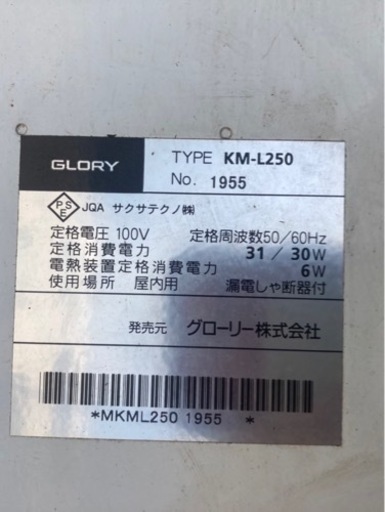 GLORY
TYPE KM-L250
No. 1955
PSE JQA サクサテクノ㈱
定格電圧 100V 定格周波数50/60Hz
定格消費電力 31 / 30W
電熱装置定格消費電力 6W
使用場所 屋内用 漏電しゃ断器付
発売元 グローリー株式会社
*MKML250 1955 *